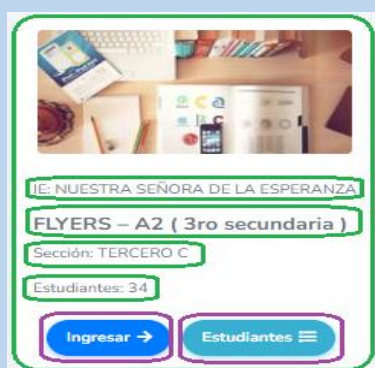 IE: NUESTRA SEÑORA DE LA ESPERANZA
FLYERS – A2 ( 3ro secundaria )
Sección: TERCERO C
Estudiantes: 34
Ingresar →
Estudiantes